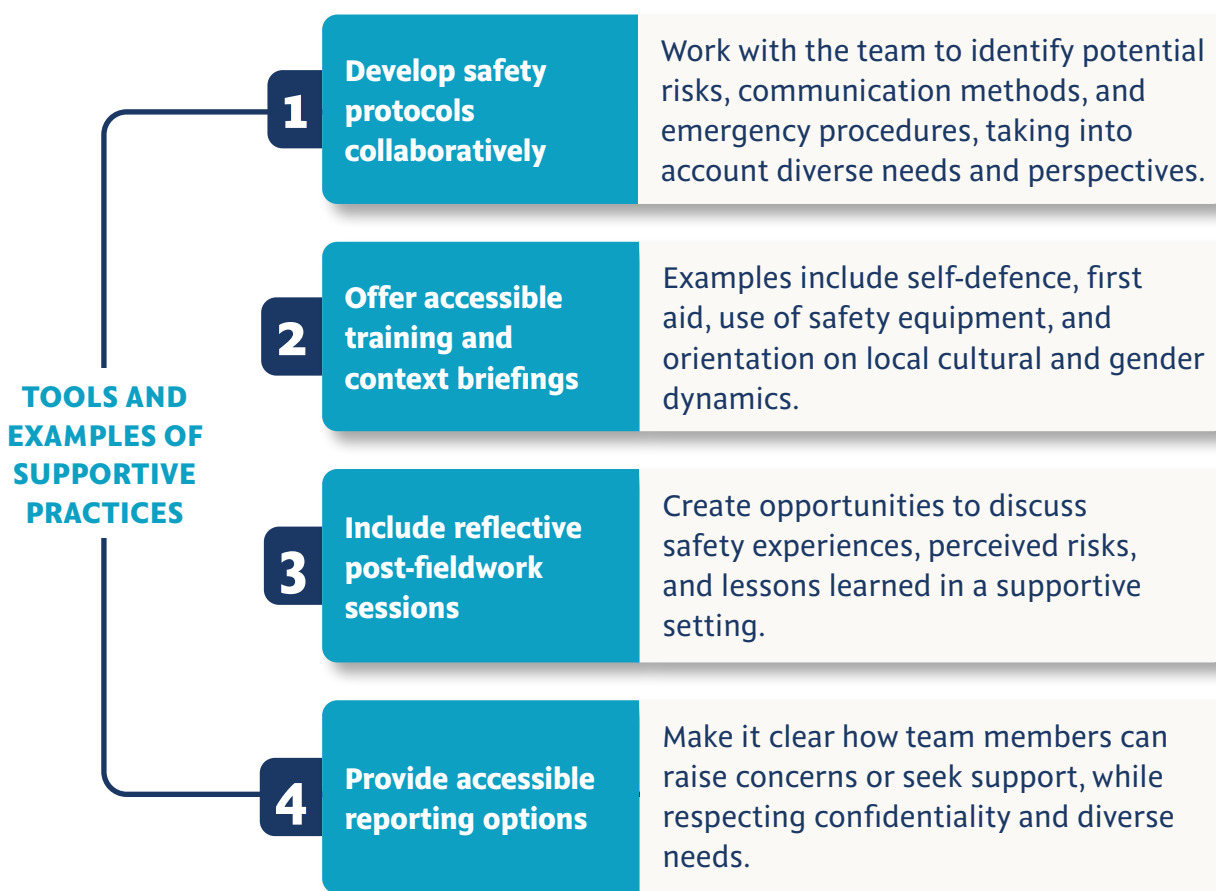 TOOLS AND
EXAMPLES OF
SUPPORTIVE
PRACTICES
1
Develop safety
protocols
collaboratively
Work with the team to identify potential
risks, communication methods, and
emergency procedures, taking into
account diverse needs and perspectives.
2
Offer accessible
training and
context briefings
Examples include self-defence, first
aid, use of safety equipment, and
orientation on local cultural and gender
dynamics.
3
Include reflective
post-fieldwork
sessions
Create opportunities to discuss
safety experiences, perceived risks,
and lessons learned in a supportive
setting.
4
Provide accessible
reporting options
Make it clear how team members can
raise concerns or seek support, while
respecting confidentiality and diverse
needs.